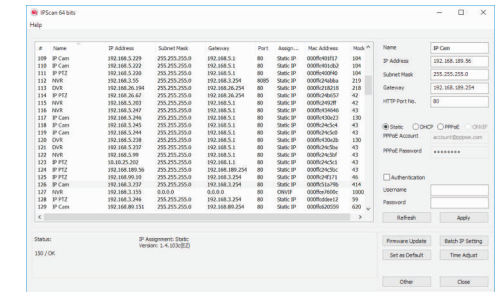 IPScan 64 bits
Help
# Name IP Address Subnet Mask Gateway Port Assign... Mac Address Mode
109 IP Cam 192.168.5.229 255.255.255.0 192.168.5.1 80 Static IP 000ffc401f17 104
110 IP Cam 192.168.5.222 255.255.255.0 192.168.5.1 80 Static IP 000ffc401db2 104
111 IP PTZ 192.168.5.230 255.255.255.0 192.168.5.1 80 Static IP 000ffc400f40 104
112 NVR 192.168.3.55 255.255.255.0 192.168.3.254 8085 Static IP 000ffc24abba 219
113 DVR 192.168.26.194 255.255.255.0 192.168.26.254 80 Static IP 000ffc218218 218
114 IP PTZ 192.168.26.67 255.255.255.0 192.168.26.254 80 Static IP 000ffc24b657 42
115 NVR 192.168.5.203 255.255.255.0 192.168.5.1 80 Static IP 42
116 NVR 192.168.5.247 255.255.255.0 192.168.5.1 80 Static IP 43
117 IP Cam 192.168.5.246 255.255.255.0 192.168.5.1 80 Static IP 000ffc430e23 130
118 IP Cam 192.168.5.245 255.255.255.0 192.168.5.1 80 Static IP 000ffc24c5c4 43
119 IP Cam 192.168.5.244 255.255.255.0 192.168.5.1 80 Static IP 000ffc24c5c0 43
120 NVR 192.168.5.238 255.255.255.0 192.168.5.1 80 Static IP 000ffc430e2b 130
121 DVR 192.168.5.237 255.255.255.0 192.168.5.1 80 Static IP 43
122 NVR 192.168.5.99 255.255.255.0 192.168.5.1 80 Static IP 000ffc24c5bf 43
123 IP PTZ 10.10.25.202 255.255.255.0 192.168.1.1 80 Static IP 000ffc24c5c1 43
124 IP PTZ 192.168.189.56 255.255.255.0 192.168.189.254 80 Static IP 000ffc24c5bc 43
125 IP PTZ 192.168.99.10 255.255.255.0 192.168.3.254 80 Static IP 000ffc24f171 46
126 IP Cam 192.168.3.237 255.255.255.0 192.168.3.254 80 Static IP 000ffc51a79b 414
127 NVR 192.168.3.155 0.0.0.0 0.0.0.0 80 ONVIF 1000
128 IP PTZ 192.168.3.246 255.255.255.0 192.168.3.254 80 Static IP 59
129 IP Cam 192.168.89.151 255.255.255.0 192.168.89.254 80 Static IP 000ffc620559 620
Name IP Cam
IP Address 192.168.189.56
Subnet Mask 255.255.255.0
Gateway 192.168.189.254
HTTP Port No. 80
Static DHCP PPPoE ONVIF
PPPoE Account account@pppoe.com
PPPoE Password ********
Authentication
Username
Password
Refresh Apply
Status: IP Assignment: Static
Version: 1.4.103c(EZ)
130 / OK
Firmware Update Batch IP Setting
Set as Default Time Adjust
Other Close